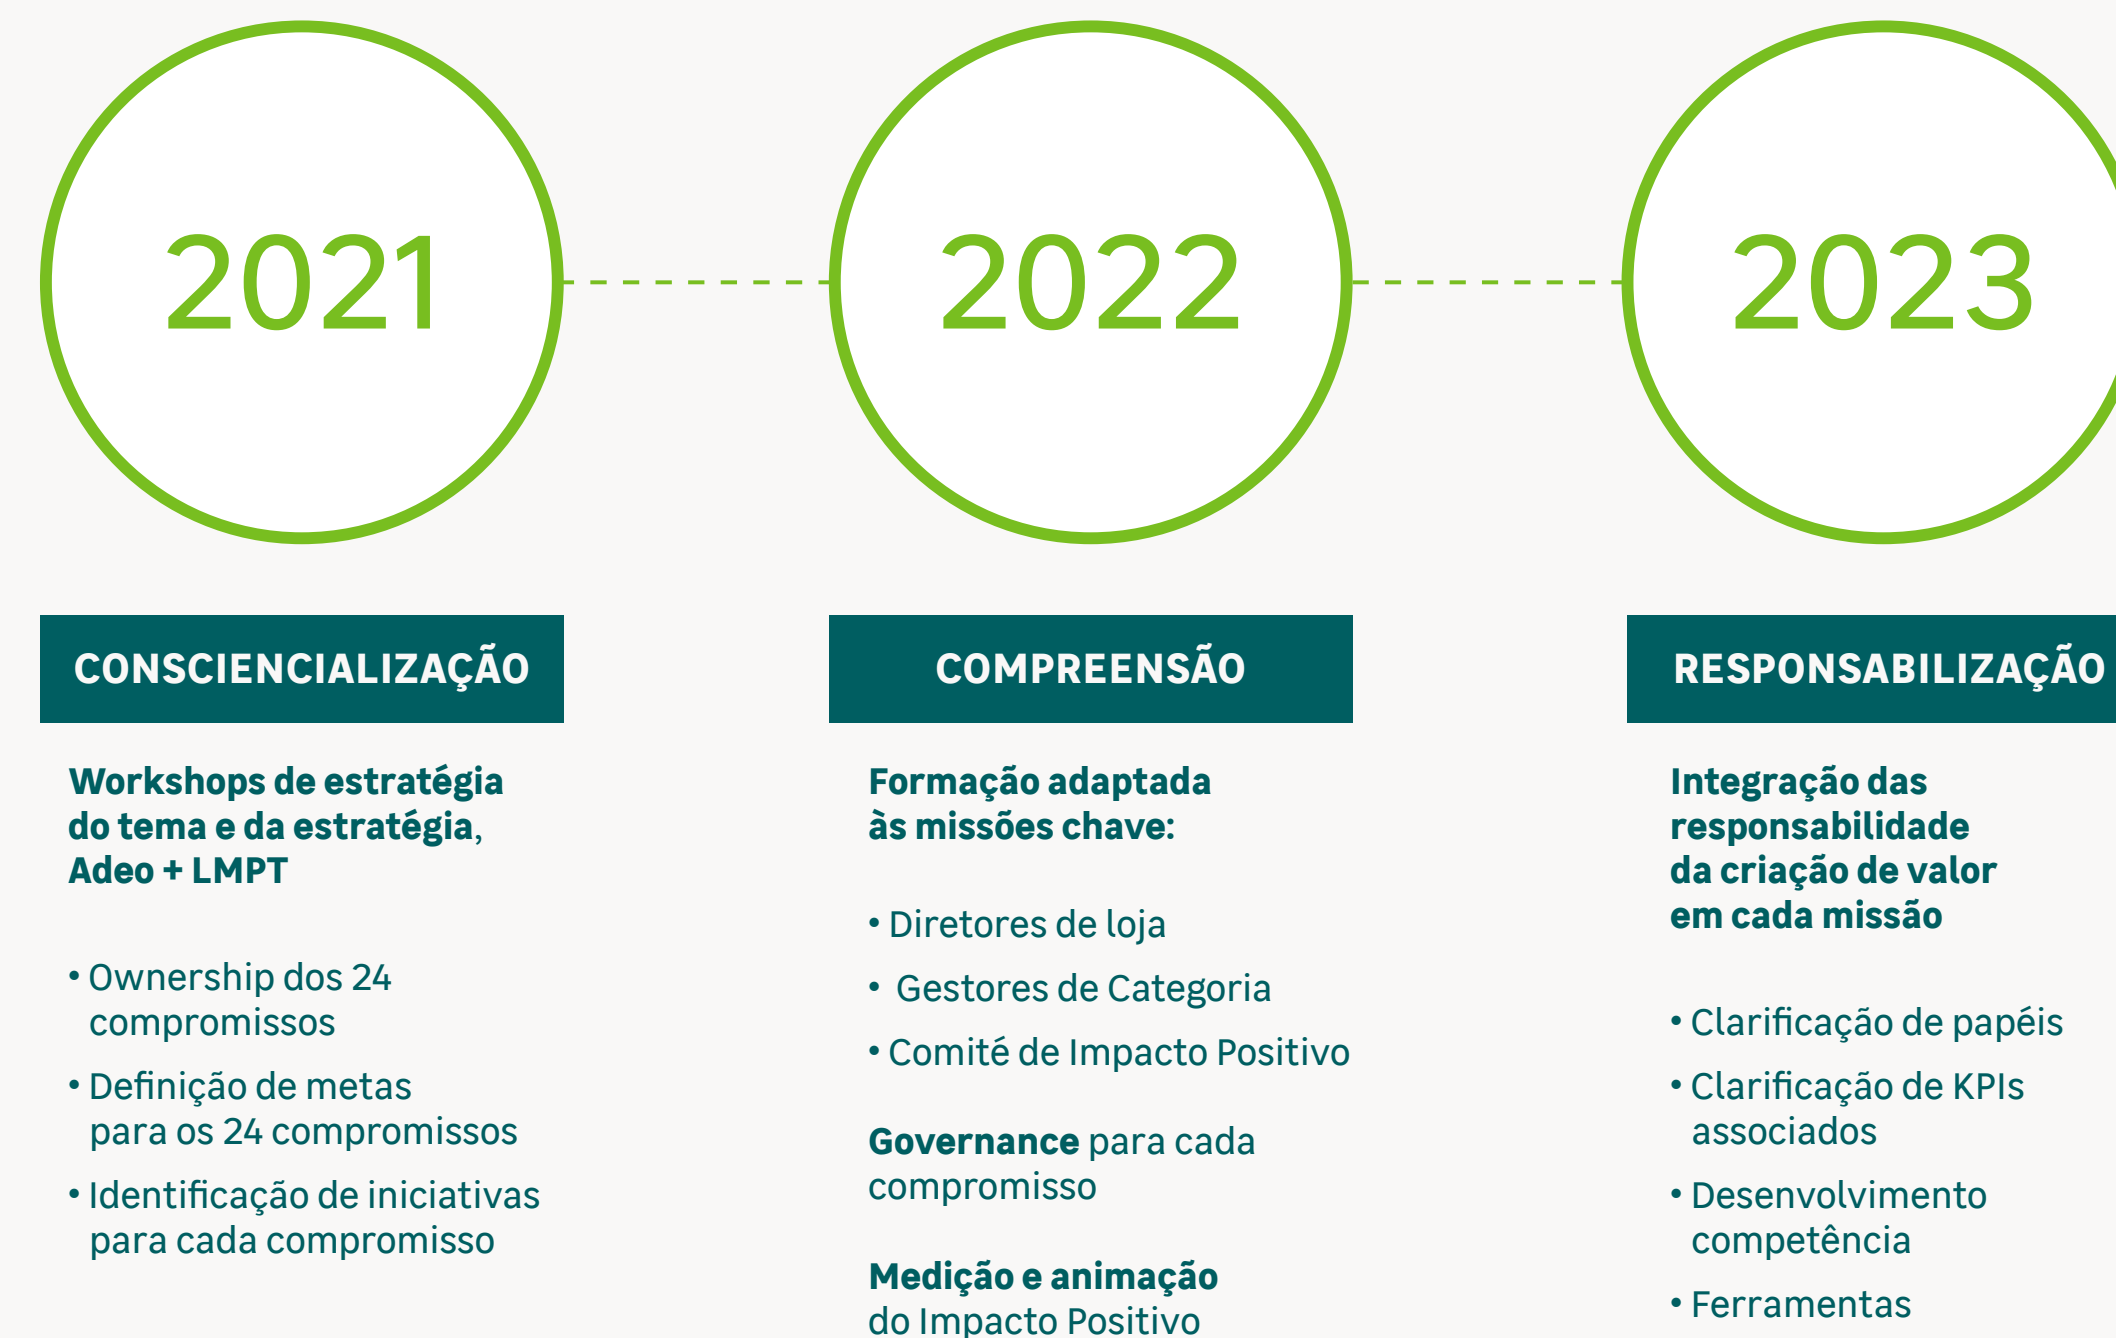 2021
2022
2023
CONSCIENCIALIZAÇÃO
Workshops de estratégia
do tema e da estratégia,
Adeo + LMPT
• Ownership dos 24
compromissos
• Definição de metas
para os 24 compromissos
• Identificação de iniciativas
para cada compromisso
COMPREENSÃO
Formação adaptada
às missões chave:
• Diretores de loja
• Gestores de Categoria
• Comité de Impacto Positivo
Governance para cada
compromisso
Medição e animação
do Impacto Positivo
RESPONSABILIZAÇÃO
Integração das
responsabilidade
da criação de valor
em cada missão
• Clarificação de papéis
• Clarificação de KPIs
associados
• Desenvolvimento
competência
• Ferramentas